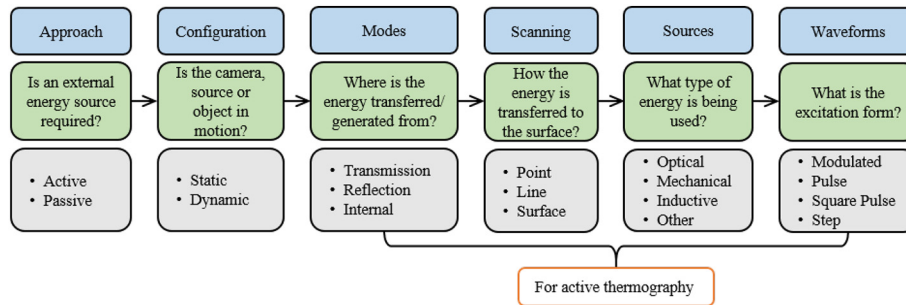 Approach
Configuration
Modes
Scanning
Sources
Waveforms
Is an external
energy source
required?
Is the camera,
source or
object in
motion?
Where is the
energy transferred/
generated from?
How the
energy is
transferred to
the surface?
What type of
energy is being
used?
What is the
excitation form?
• Active
• Passive
• Static
• Dynamic
• Transmission
• Reflection
• Internal
• Point
• Line
• Surface
• Optical
• Mechanical
• Inductive
• Other
• Modulated
• Pulse
• Square Pulse
• Step
For active thermography